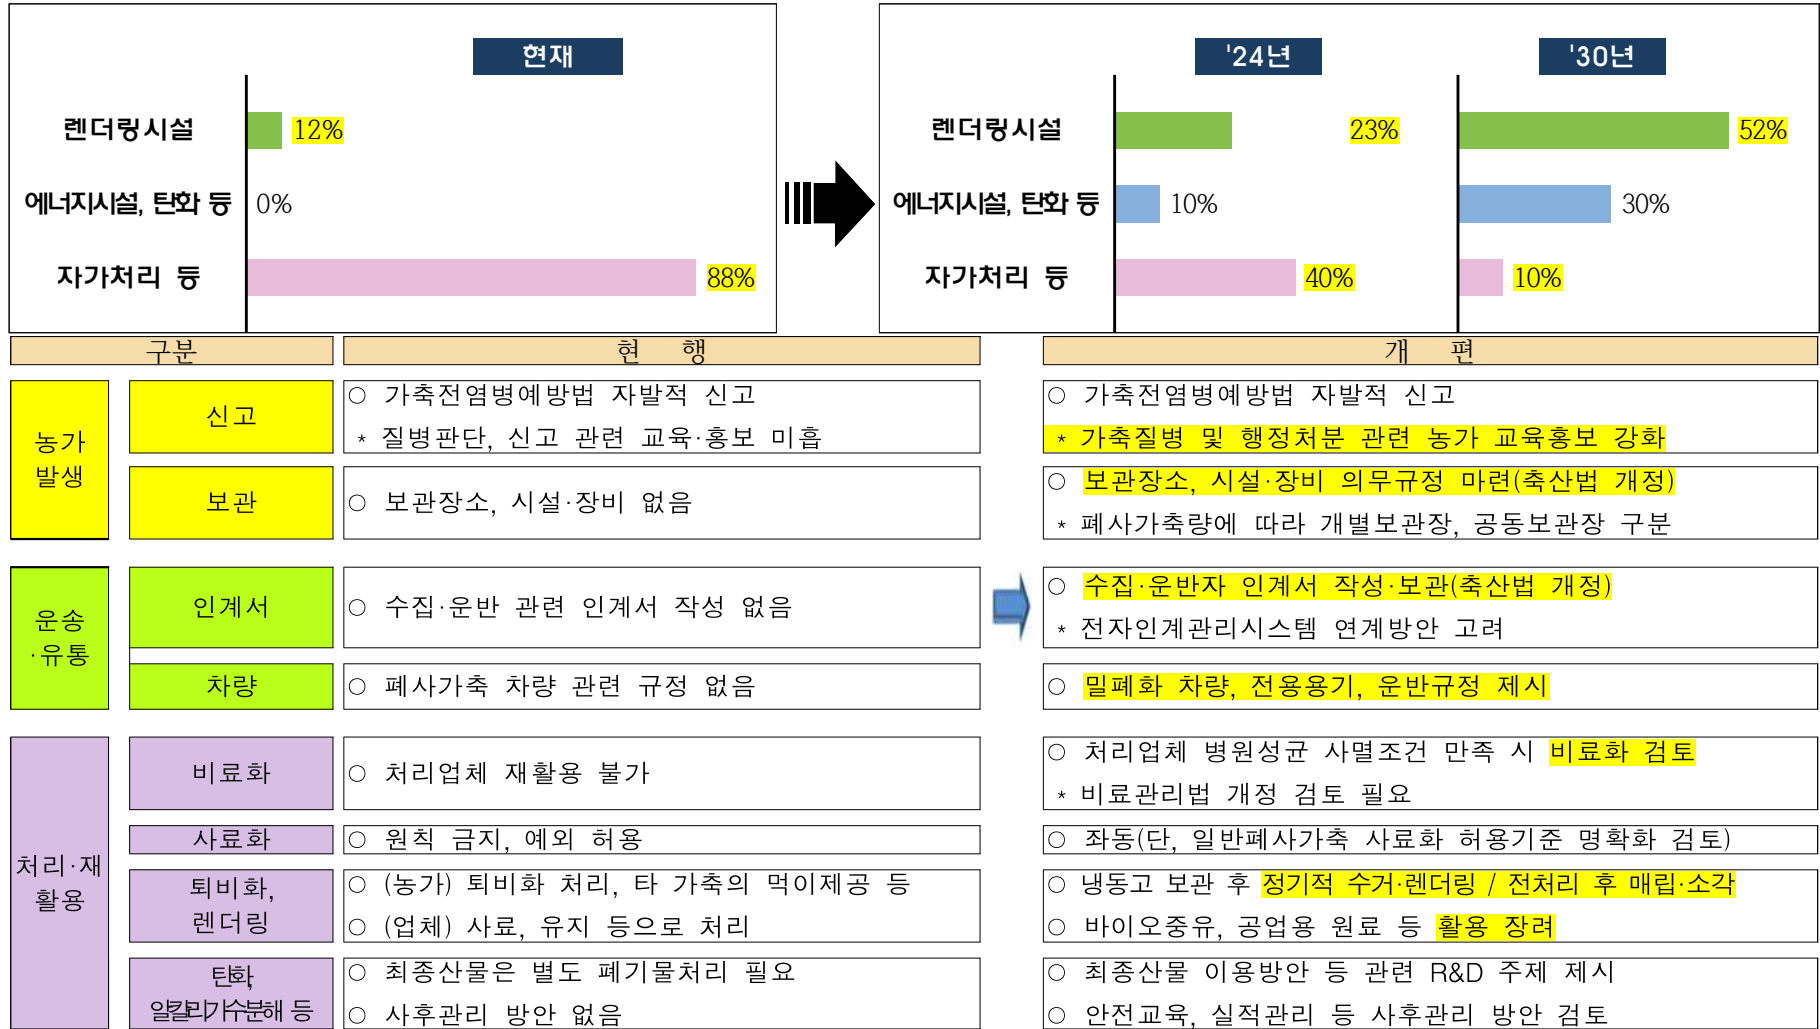 현재
렌더링시설 12%
에너지시설, 탄화 등 0%
자가처리 등 88%
'24년 '30년
렌더링시설 23% 52%
에너지시설, 탄화 등 10% 30%
자가처리 등 40% 10%
구분 현 행 개 편
농가
발생
신고
○ 가축전염병예방법 자발적 신고
* 질병판단, 신고 관련 교육·홍보 미흡
○ 가축전염병예방법 자발적 신고
* 가축질병 및 행정처분 관련 농가 교육홍보 강화
보관
○ 보관장소, 시설·장비 없음
○ 보관장소, 시설·장비 의무규정 마련(축산법 개정)
* 폐사가축량에 따라 개별보관장, 공동보관장 구분
운송
·유통
인계서
○ 수집·운반 관련 인계서 작성 없음
○ 수집·운반자 인계서 작성·보관(축산법 개정)
* 전자인계관리시스템 연계방안 고려
차량
○ 폐사가축 차량 관련 규정 없음
○ 밀폐화 차량, 전용용기, 운반규정 제시
처리·재
활용
비료화
○ 처리업체 재활용 불가
○ 처리업체 병원성균 사멸조건 만족 시 비료화 검토
* 비료관리법 개정 검토 필요
사료화
○ 원칙 금지, 예외 허용
○ 좌동(단, 일반폐사가축 사료화 허용기준 명확화 검토)
퇴비화,
렌더링
○ (농가) 퇴비화 처리, 타 가축의 먹이제공 등
○ (업체) 사료, 유지 등으로 처리
○ 냉동고 보관 후 정기적 수거·렌더링 / 전처리 후 매립·소각
○ 바이오중유, 공업용 원료 등 활용 장려
탄화,
알칼리가수분해 등
○ 최종산물은 별도 폐기물처리 필요
○ 사후관리 방안 없음
○ 최종산물 이용방안 등 관련 R&D 주제 제시
○ 안전교육, 실적관리 등 사후관리 방안 검토